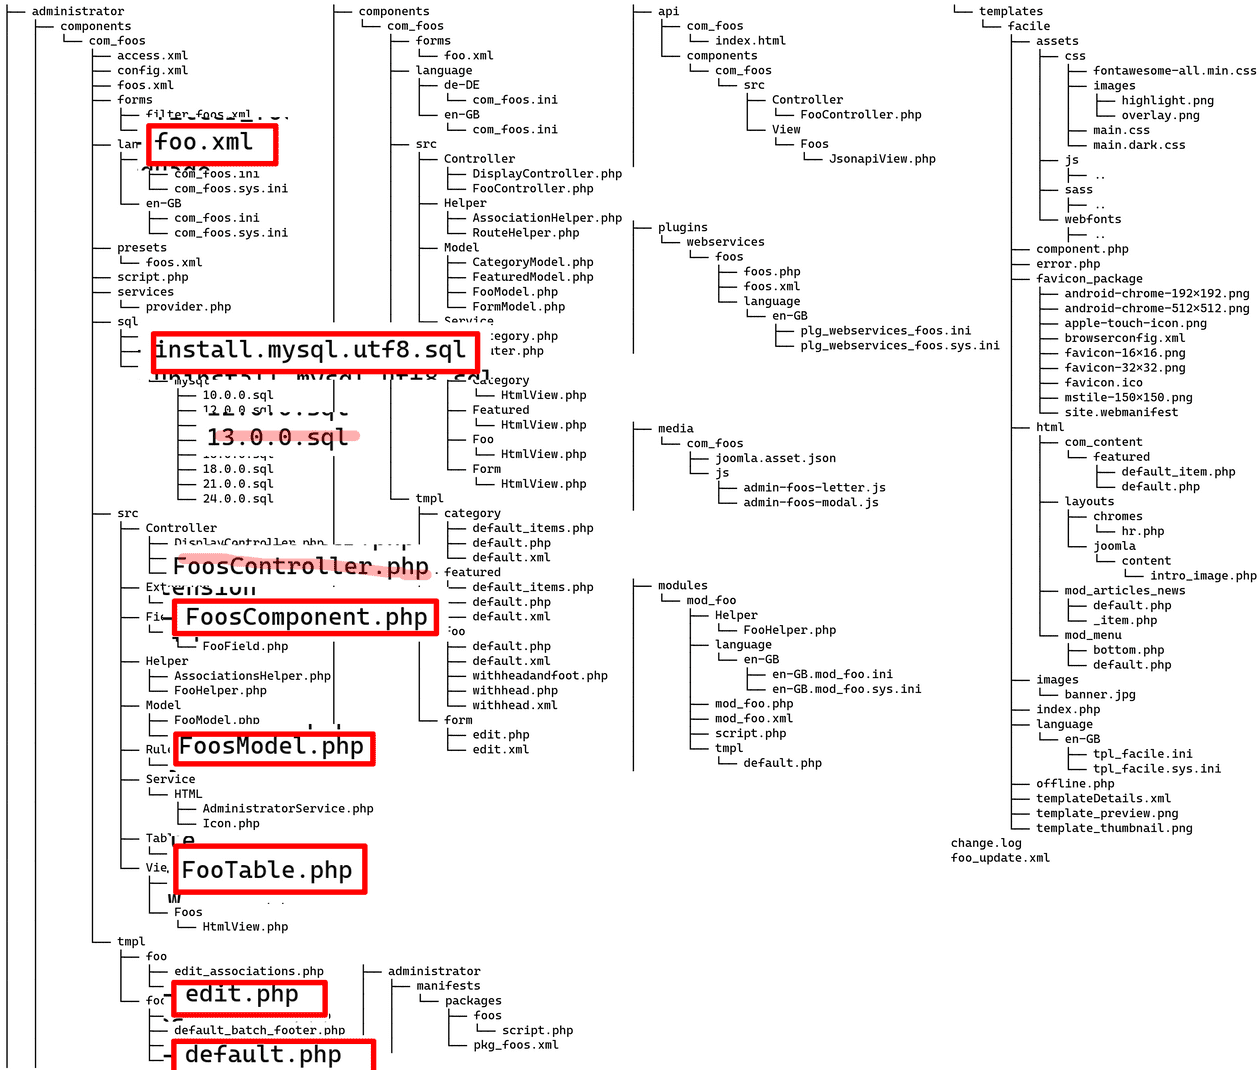 administrator
components
com_foos
access.xml
config.xml
foos.xml
forms
filter_foos.xml
foo.xml
com_foos.ini
com_foos.sys.ini
en-GB
com_foos.ini
com_foos.sys.ini
presets
foos.xml
script.php
services
provider.php
sql
install.mysql.utf8.sql
uninstall.mysql.utf8.sql
mysql
10.0.0.sql
12.0.0.sql
13.0.0.sql
18.0.0.sql
21.0.0.sql
24.0.0.sql
src
Controller
DisplayController.php
FoosController.php
FoosComponent.php
FooField.php
Helper
AssociationsHelper.php
FooHelper.php
Model
FooModel.php
FoosModel.php
Service
HTML
AdministratorService.php
Icon.php
FooTable.php
Foos
HtmlView.php
tmpl
foo
edit_associations.php
edit.php
default_batch_footer.php
default.php
components
com_foos
forms
foo.xml
language
de-DE
com_foos.ini
en-GB
com_foos.ini
src
Controller
DisplayController.php
FooController.php
Helper
AssociationHelper.php
RouteHelper.php
Model
CategoryModel.php
FeaturedModel.php
FooModel.php
FormModel.php
Service
Category
HtmlView.php
Featured
HtmlView.php
Foo
HtmlView.php
Form
HtmlView.php
tmpl
category
default_items.php
default.php
default.xml
featured
default_items.php
default.php
default.xml
foo
default.php
default.xml
withheadandfoot.php
withhead.php
withhead.xml
form
edit.php
edit.xml
administrator
manifests
packages
foos
script.php
pkg_foos.xml
api
com_foos
index.html
components
com_foos
src
Controller
FooController.php
View
Foos
JsonapiView.php
plugins
webservices
foos
foos.php
foos.xml
language
en-GB
plg_webservices_foos.ini
plg_webservices_foos.sys.ini
media
com_foos
joomla.asset.json
js
admin-foos-letter.js
admin-foos-modal.js
modules
mod_foo
Helper
FooHelper.php
language
en-GB
en-GB.mod_foo.ini
en-GB.mod_foo.sys.ini
mod_foo.php
mod_foo.xml
script.php
tmpl
default.php
templates
facile
assets
css
fontawesome-all.min.css
images
highlight.png
overlay.png
main.css
main.dark.css
js
..
sass
..
webfonts
..
component.php
error.php
favicon_package
android-chrome-192×192.png
android-chrome-512×512.png
apple-touch-icon.png
browserconfig.xml
favicon-16×16.png
favicon-32×32.png
favicon.ico
mstile-150×150.png
site.webmanifest
html
com_content
featured
default_item.php
default.php
layouts
chromes
hr.php
joomla
content
intro_image.php
mod_articles_news
default.php
_item.php
mod_menu
bottom.php
default.php
images
banner.jpg
index.php
language
en-GB
tpl_facile.ini
tpl_facile.sys.ini
offline.php
templateDetails.xml
template_preview.png
template_thumbnail.png
change.log
foo_update.xml